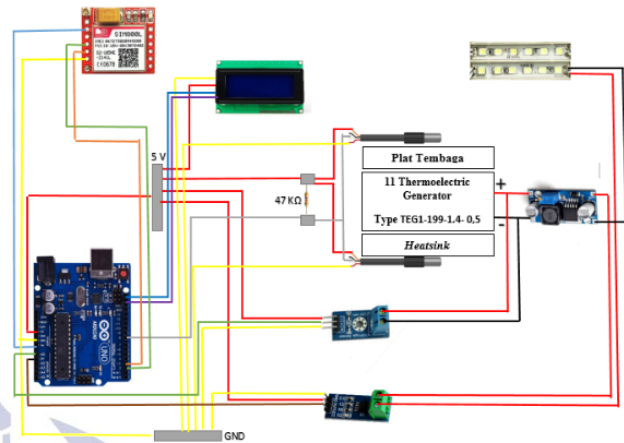 SIM800L
5 V
47 KΩ
Plat Tembaga
11 Thermoelectric
Generator
Type TEG1-199-1.4- 0,5
Heatsink
+
-
UNO
ARDUINO
GND